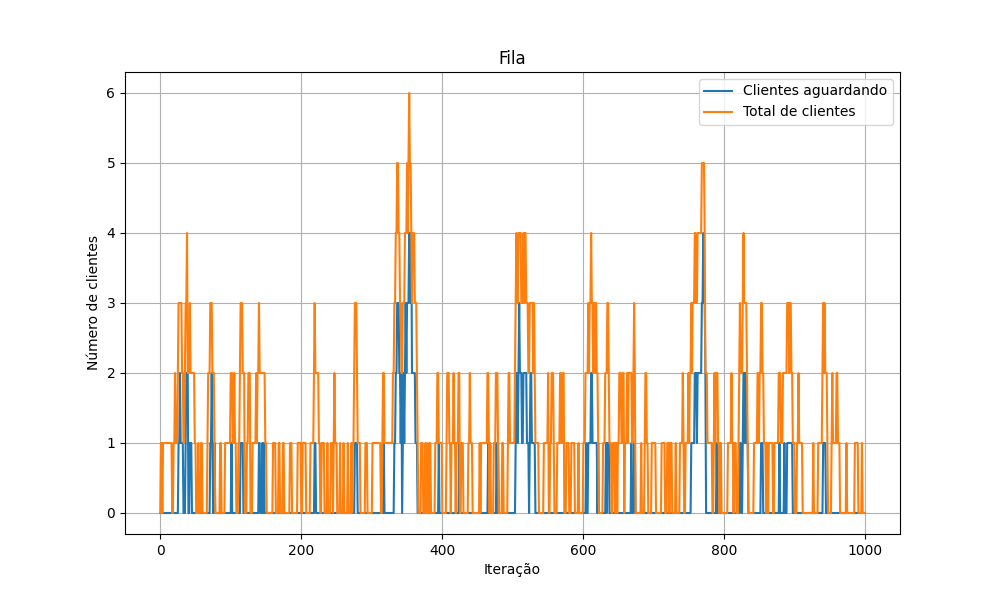 Fila
Clientes aguardando
Total de clientes
Número de clientes
6
5
4
3
2
1
0
0 200 400 600 800 1000
Iteração